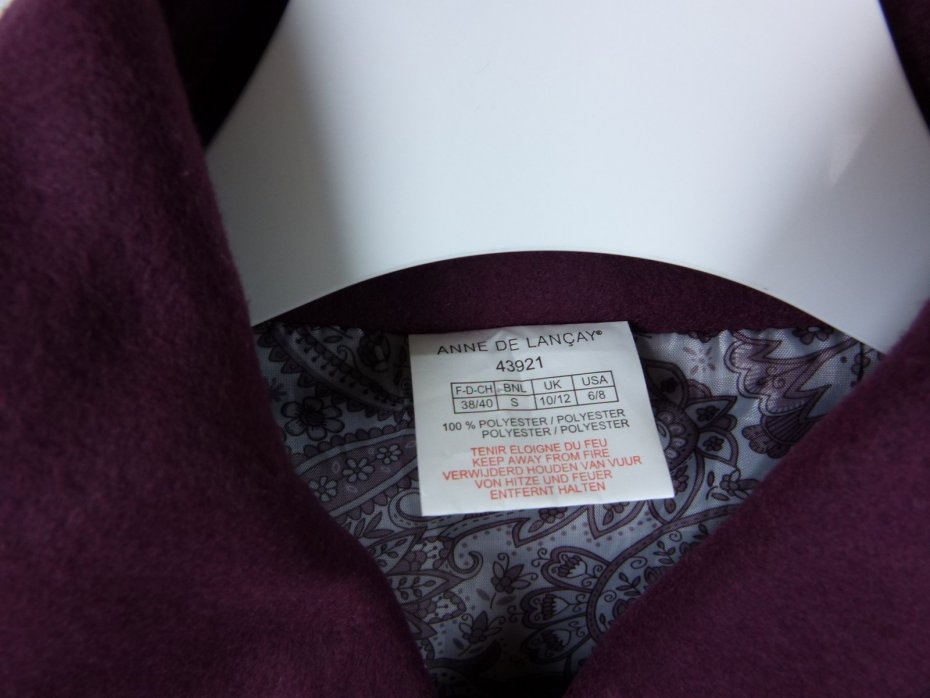 ANNE DE LANÇAY®
43921
F-D-CH BNL UK USA
38/40 S 10/12 6/8
100 % POLYESTER / POLYESTER
POLYESTER / POLYESTER
TENIR ELOIGNE DU FEU
KEEP AWAY FROM FIRE
VERWIJDERD HOUDEN VAN VUUR
VON HITZE UND FEUER
ENTFERNT HALTEN